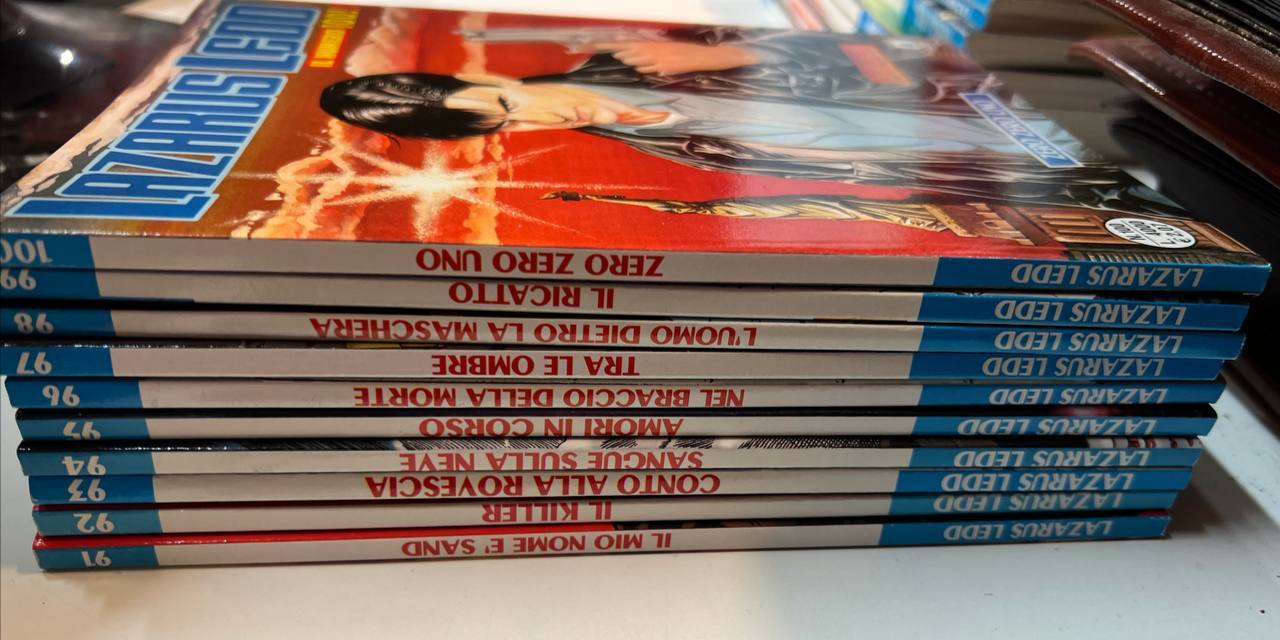 LAZARUS LEDD
ZERO ZERO UNO
LAZARUS LEDD ZERO ZERO UNO 100
LAZARUS LEDD IL RICATTO 99
LAZARUS LEDD L'UOMO DIETRO LA MASCHERA 98
LAZARUS LEDD TRA LE OMBRE 97
LAZARUS LEDD NEL BRACCIO DELLA MORTE 96
LAZARUS LEDD AMORI IN CORSO 95
LAZARUS LEDD SANGUE SULLA NEVE 94
LAZARUS LEDD CONTO ALLA ROVESCIA 93
LAZARUS LEDD IL KILLER 92
LAZARUS LEDD IL MIO NOME E' SAND 91